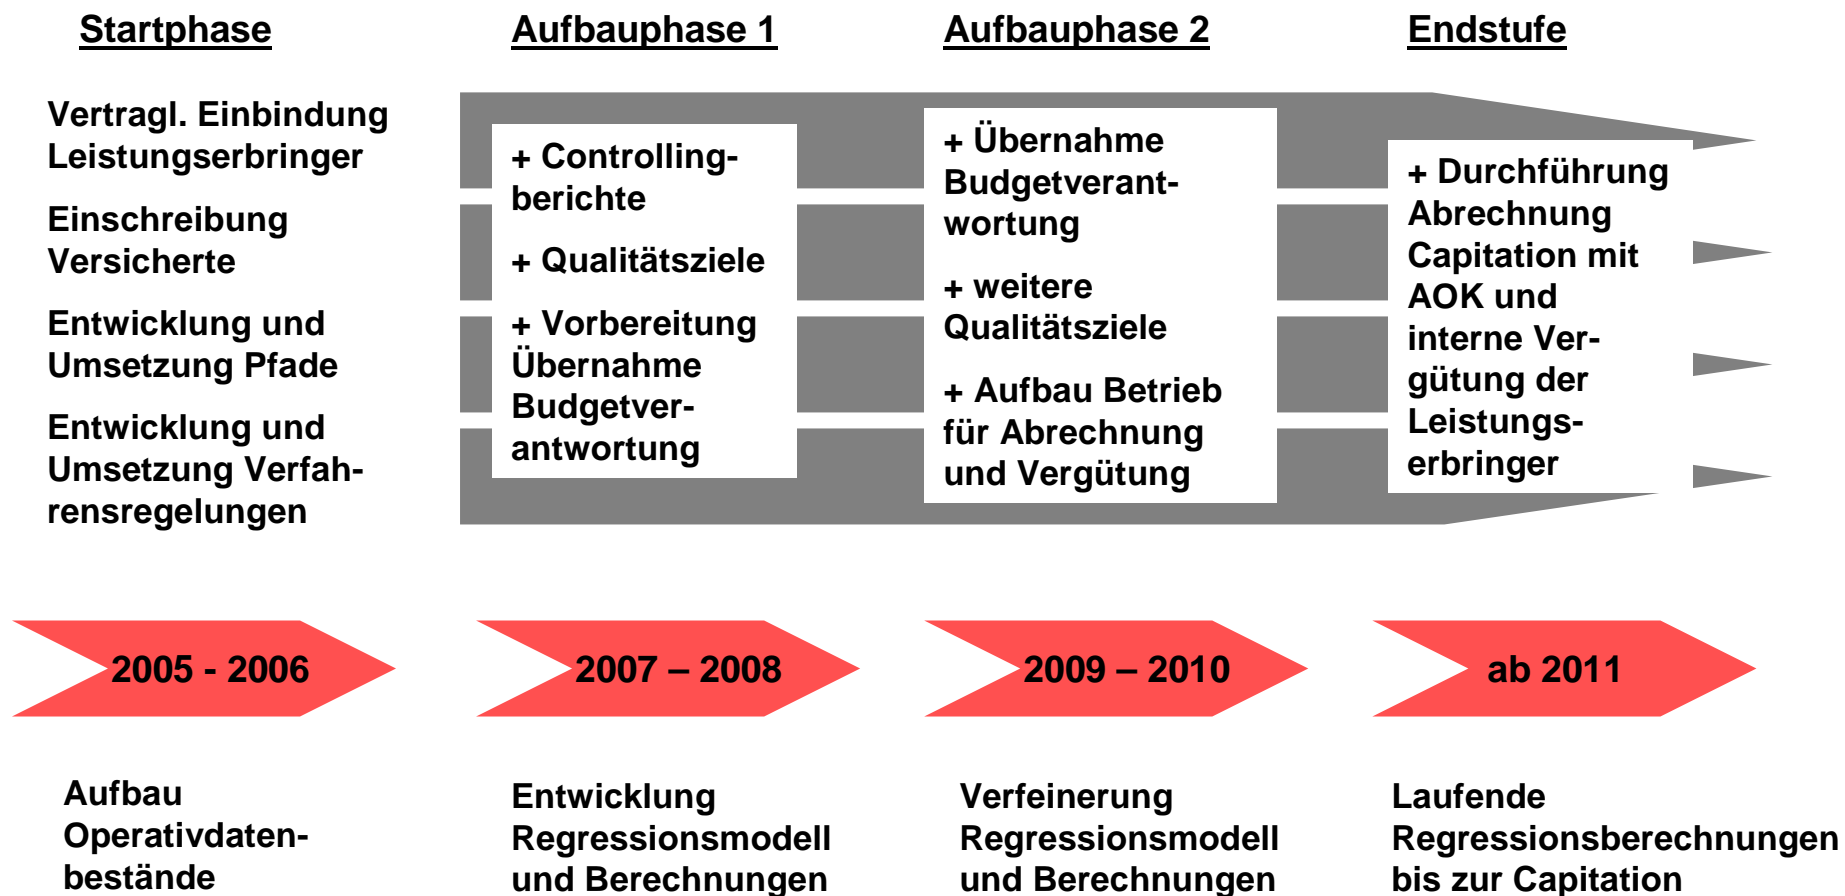 Startphase
Aufbauphase 1
Aufbauphase 2
Endstufe
Vertragl. Einbindung
Leistungserbringer
Einschreibung
Versicherte
Entwicklung und
Umsetzung Pfade
Entwicklung und
Umsetzung Verfah-
rensregelungen
+ Controlling-
berichte
+ Qualitätsziele
+ Vorbereitung
Übernahme
Budgetver-
antwortung
+ Übernahme
Budgetverant-
wortung
+ weitere
Qualitätsziele
+ Aufbau Betrieb
für Abrechnung
und Vergütung
+ Durchführung
Abrechnung
Capitation mit
AOK und
interne Ver-
gütung der
Leistungs-
erbringer
2005 - 2006
2007 – 2008
2009 – 2010
ab 2011
Aufbau
Operativdaten-
bestände
Entwicklung
Regressionsmodell
und Berechnungen
Verfeinerung
Regressionsmodell
und Berechnungen
Laufende
Regressionsberechnungen
bis zur Capitation